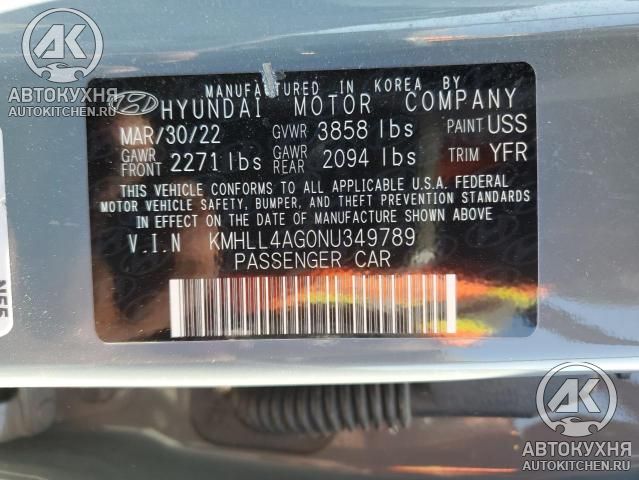 АК
АВТОКУХНЯ
AUTOKITCHEN.RU
MANUFACTURED IN KOREA BY
HYUNDAI MOTOR COMPANY
MAR/30/22 GVWR 3858 lbs PAINT USS
GAWR FRONT 2271 lbs GAWR REAR 2094 lbs TRIM YFR
THIS VEHICLE CONFORMS TO ALL APPLICABLE U.S.A. FEDERAL
MOTOR VEHICLE SAFETY, BUMPER, AND THEFT PREVENTION STANDARDS
IN EFFECT ON THE DATE OF MANUFACTURE SHOWN ABOVE
V.I.N KMHLL4AG0NU349789
PASSENGER CAR
АК
АВТОКУХНЯ
AUTOKITCHEN.RU